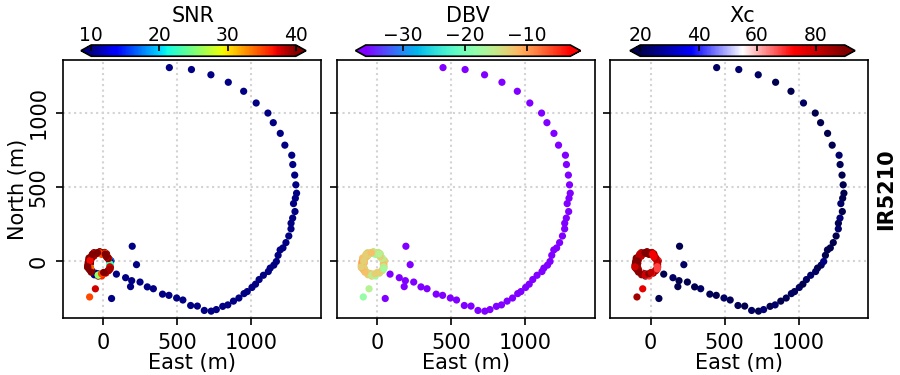 SNR DBV Xc
10 20 30 40 −30 −20 −10 20 40 60 80
1000
500
0
North (m)
IR5210
0 500 1000 0 500 1000 0 500 1000
East (m) East (m) East (m)